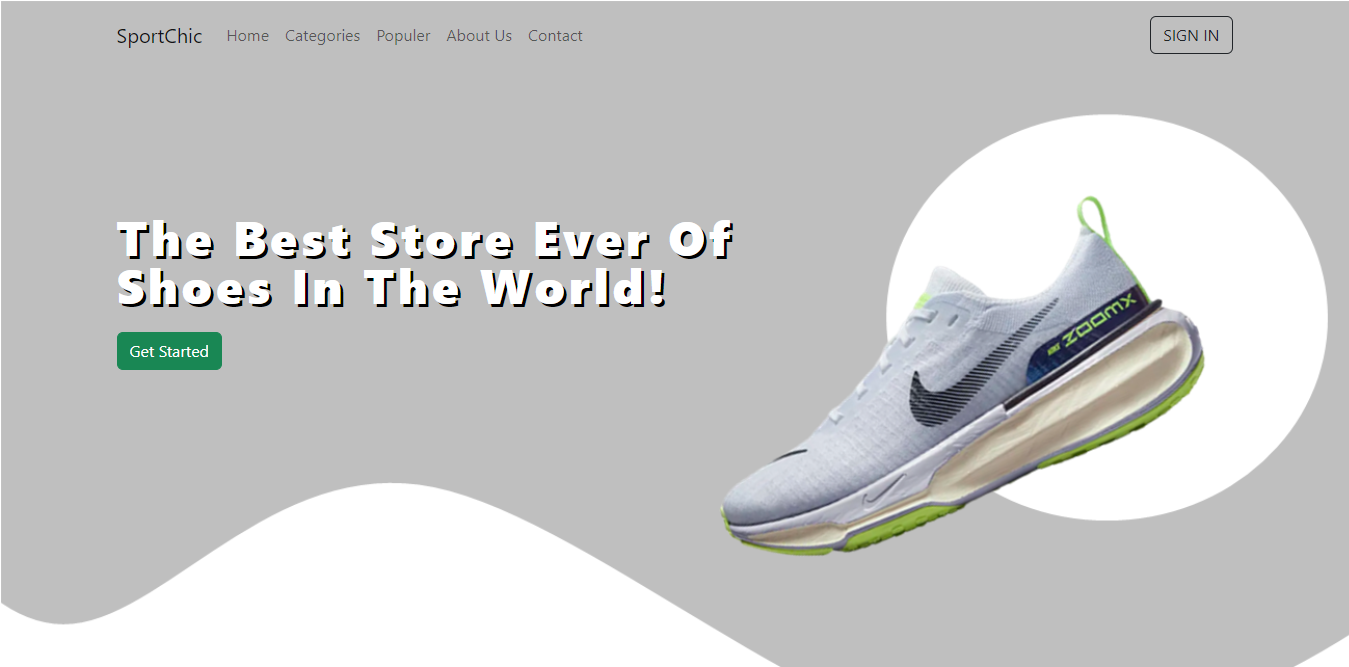 SportChic Home Categories Populer About Us Contact SIGN IN
The Best Store Ever Of
Shoes In The World!
Get Started
ZOOMX